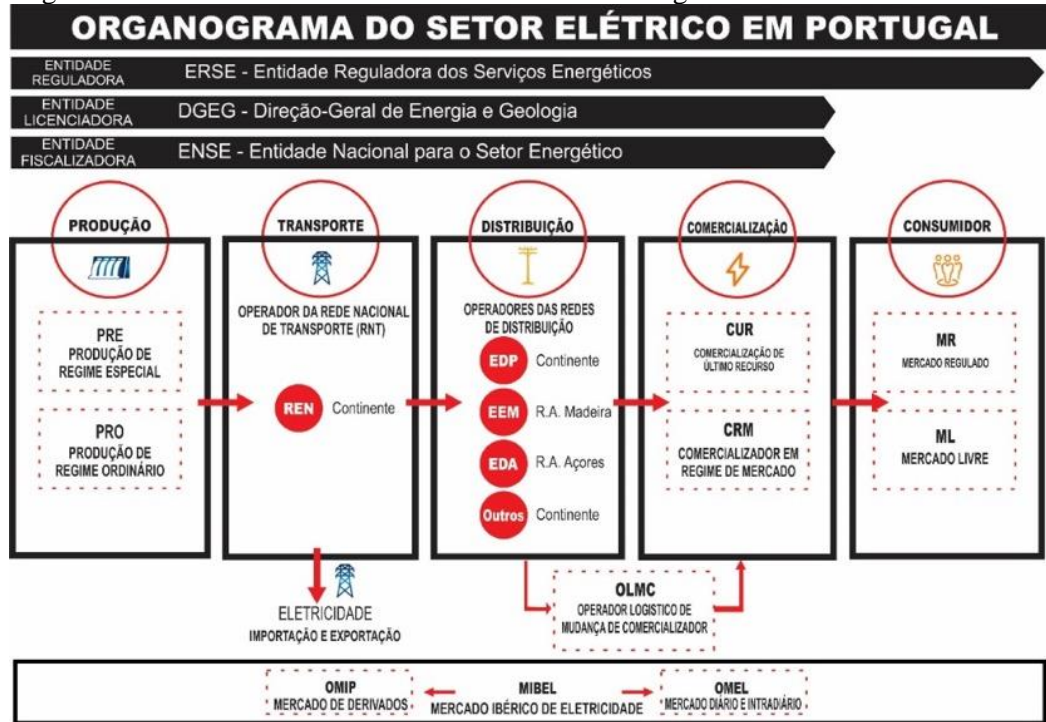 ORGANOGRAMA DO SETOR ELÉTRICO EM PORTUGAL
ENTIDADE
REGULADORA
ERSE - Entidade Reguladora dos Serviços Energéticos
ENTIDADE
LICENCIADORA
DGEG - Direção-Geral de Energia e Geologia
ENTIDADE
FISCALIZADORA
ENSE - Entidade Nacional para o Setor Energético
PRODUÇÃO
PRE
PRODUÇÃO DE
REGIME ESPECIAL
PRO
PRODUÇÃO DE
REGIME ORDINÁRIO
TRANSPORTE
OPERADOR DA REDE NACIONAL
DE TRANSPORTE (RNT)
REN Continente
ELETRICIDADE
IMPORTAÇÃO E EXPORTAÇÃO
DISTRIBUIÇÃO
OPERADORES DAS REDES
DE DISTRIBUIÇÃO
EDP Continente
EEM R.A. Madeira
EDA R.A. Açores
Outros Continente
OLMC
OPERADOR LOGISTICO DE
MUDANÇA DE COMERCIALIZADOR
COMERCIALIZAÇÃO
CUR
COMERCIALIZAÇÃO DE
ÚLTIMO RECURSO
CRM
COMERCIALIZADOR EM
REGIME DE MERCADO
CONSUMIDOR
MR
MERCADO REGULADO
ML
MERCADO LIVRE
OMIP
MERCADO DE DERIVADOS
MIBEL
MERCADO IBÉRICO DE ELETRICIDADE
OMEL
MERCADO DIÁRIO E INTRADIÁRIO